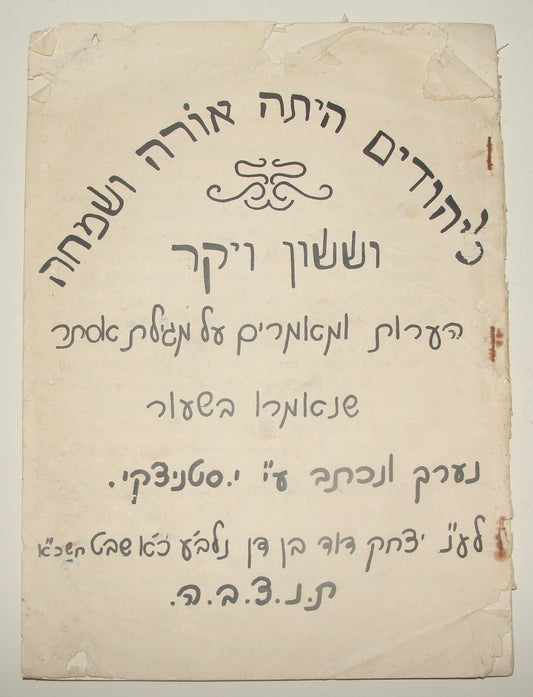 ליהודים היתה אורה ושמחה
וששון ויקר
הערות ומאמרים על מגילת אסתר
שנאמרו בשעור
נערך ונכתב ע"י י. סטניצקי.
לע"נ יצחק דוד בן דן נלב"ע כ"א שבט תשכ"א
ת.נ.צ.ב.ה.